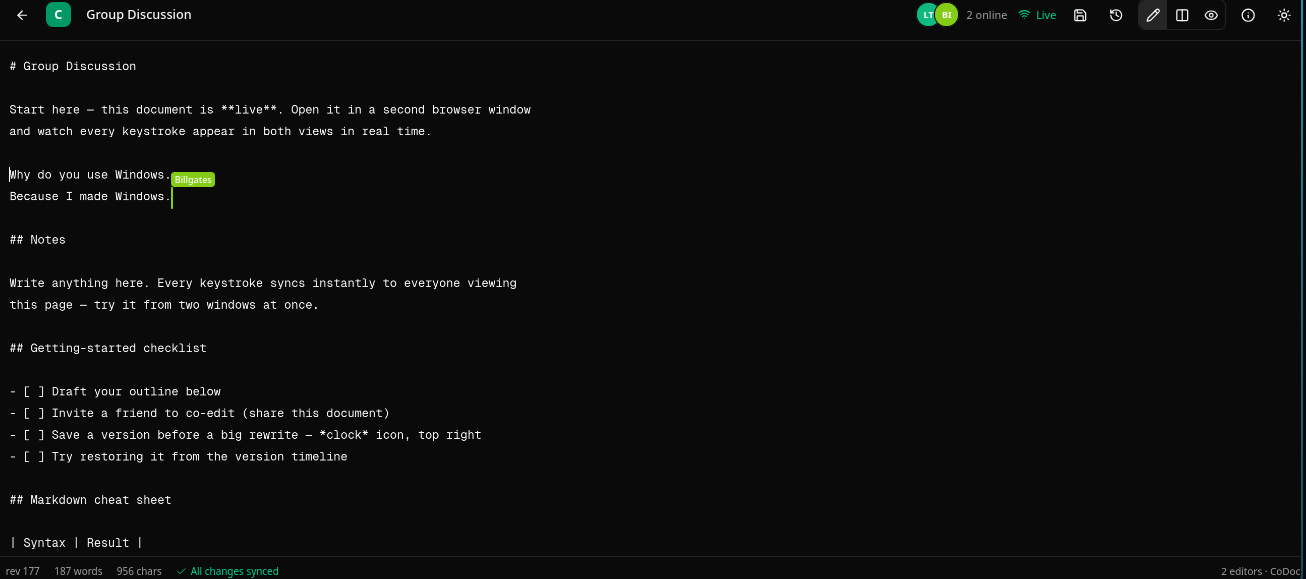 C Group Discussion LT BI 2 online Live
# Group Discussion
Start here — this document is **live**. Open it in a second browser window
and watch every keystroke appear in both views in real time.
Why do you use Windows.
Billgates
Because I made Windows.
## Notes
Write anything here. Every keystroke syncs instantly to everyone viewing
this page — try it from two windows at once.
## Getting-started checklist
- [ ] Draft your outline below
- [ ] Invite a friend to co-edit (share this document)
- [ ] Save a version before a big rewrite — *clock* icon, top right
- [ ] Try restoring it from the version timeline
## Markdown cheat sheet
| Syntax | Result |
rev 177 187 words 956 chars All changes synced 2 editors · CoDoc